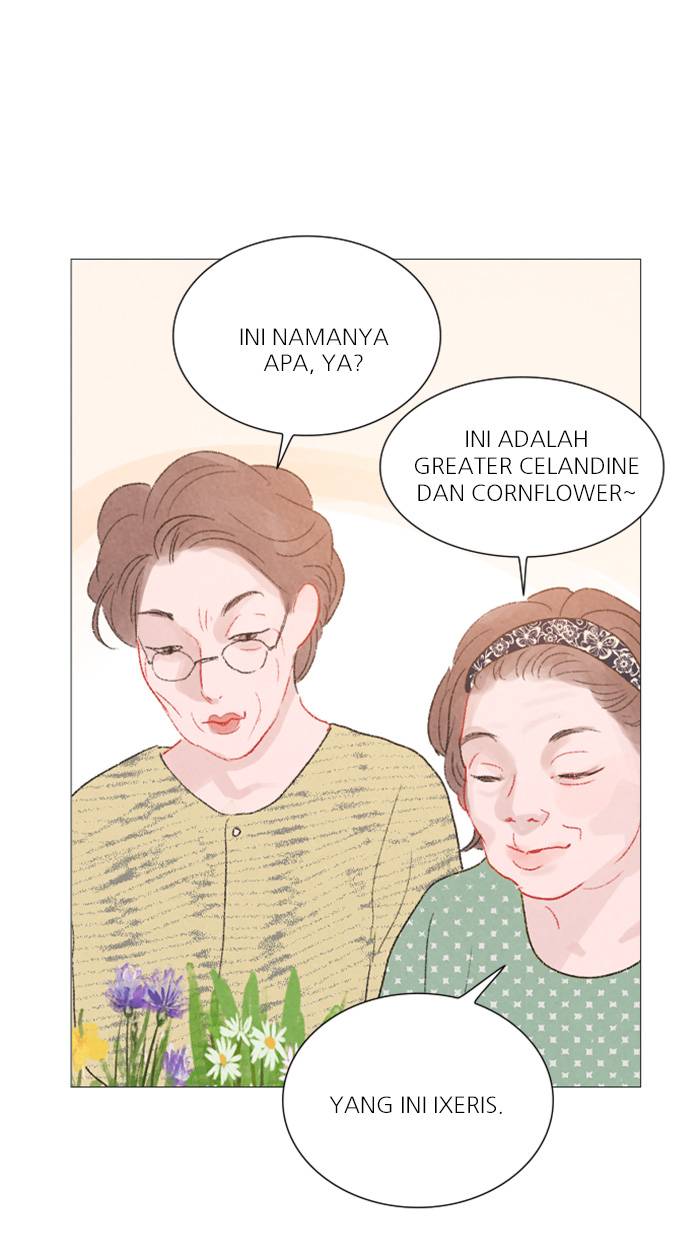 INI NAMANYA
APA, YA?
INI ADALAH
GREATER CELANDINE
DAN CORNFLOWER~
YANG INI IXERIS.